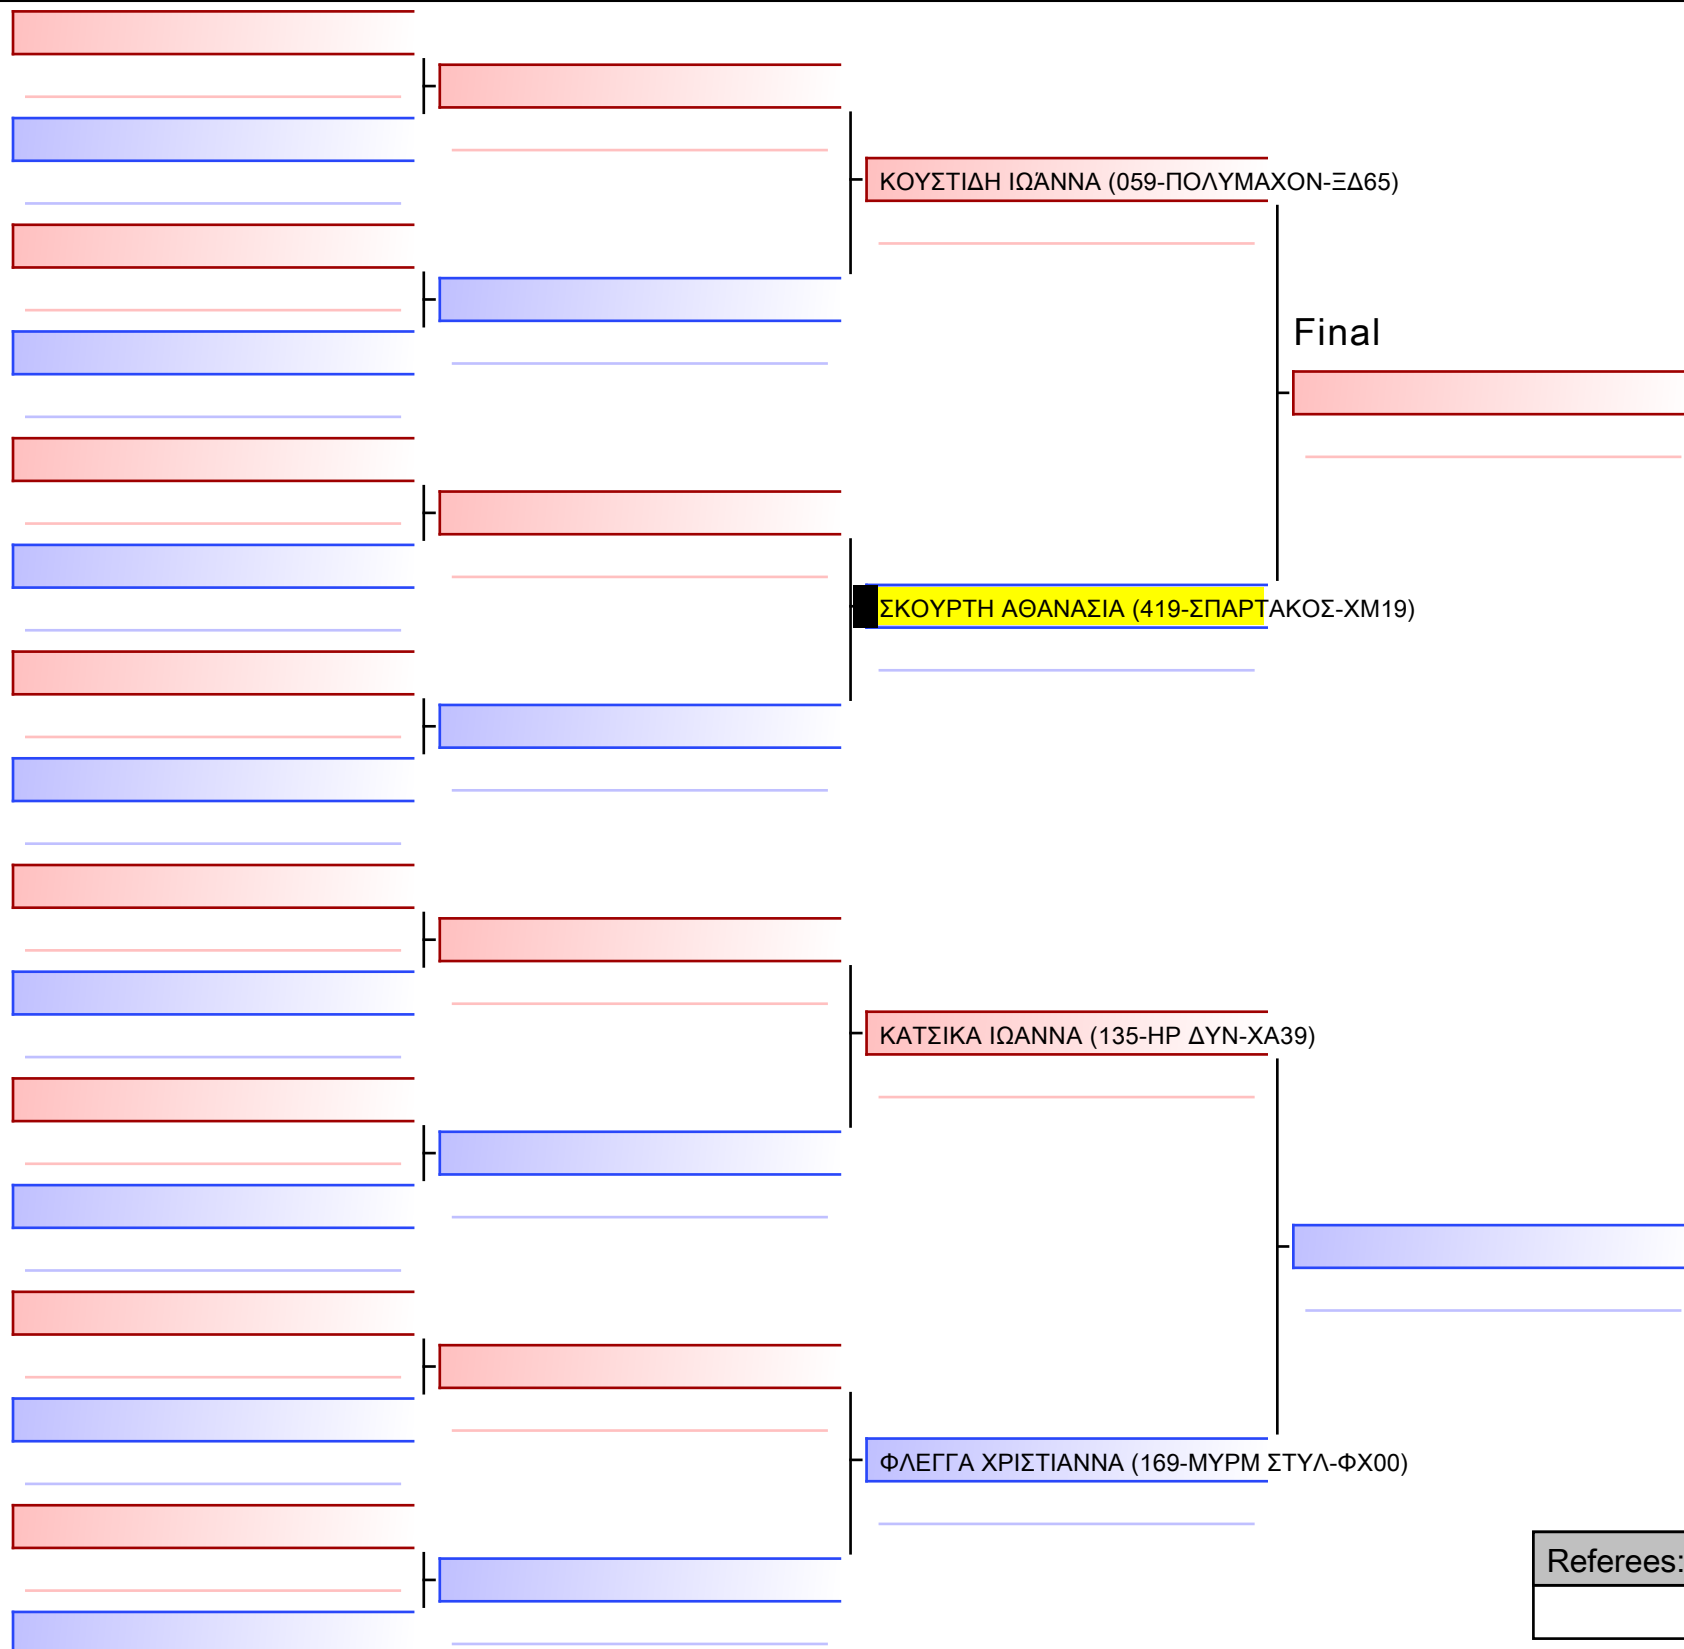 ΚΟΥΣΤΙΔΗ ΙΩΆΝΝΑ (059-ΠΟΛΥΜΑΧΟΝ-ΞΔ65)
Final
ΣΚΟΥΡΤΗ ΑΘΑΝΑΣΙΑ (419-ΣΠΑΡΤΑΚΟΣ-ΧΜ19)
ΚΑΤΣΙΚΑ ΙΩΑΝΝΑ (135-ΗΡ ΔΥΝ-ΧΑ39)
ΦΛΕΓΓΑ ΧΡΙΣΤΙΑΝΝΑ (169-ΜΥΡΜ ΣΤΥΛ-ΦΧ00)
Referees: